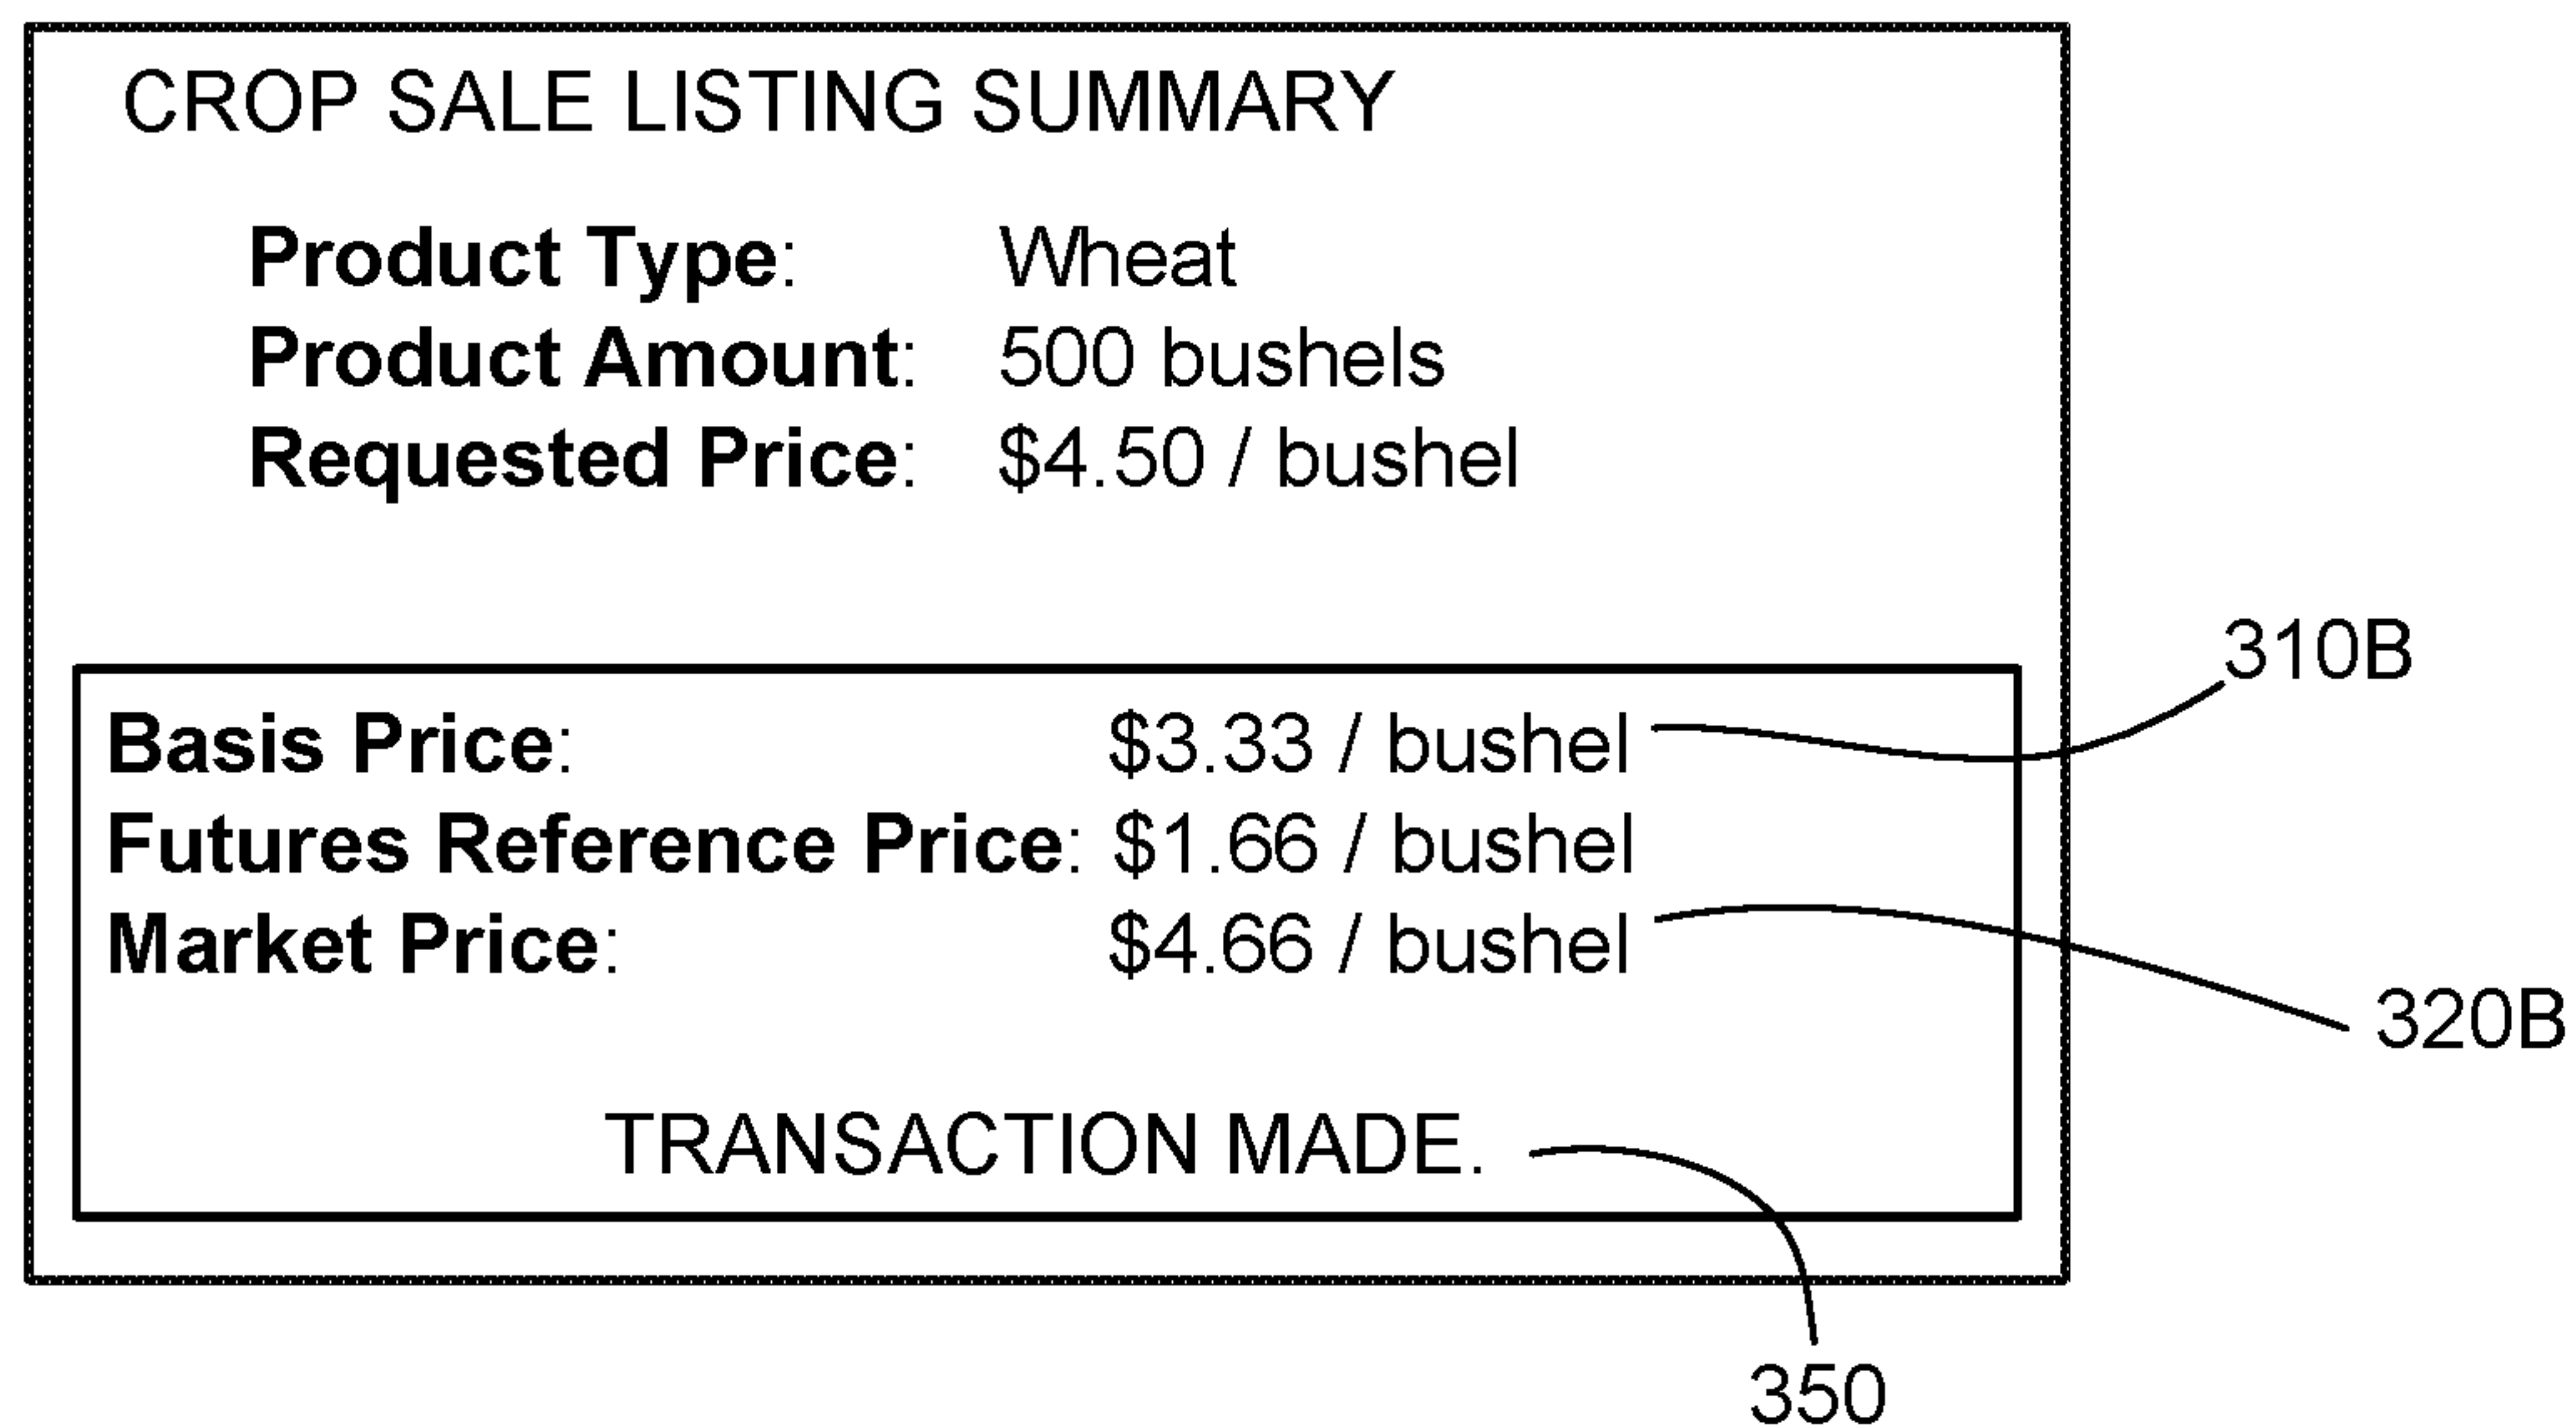 CROP SALE LISTING SUMMARY
Product Type: Wheat
Product Amount: 500 bushels
Requested Price: $4.50 / bushel
310B
Basis Price: $3.33 / bushel
Futures Reference Price: $1.66 / bushel
Market Price: $4.66 / bushel
320B
TRANSACTION MADE.
350